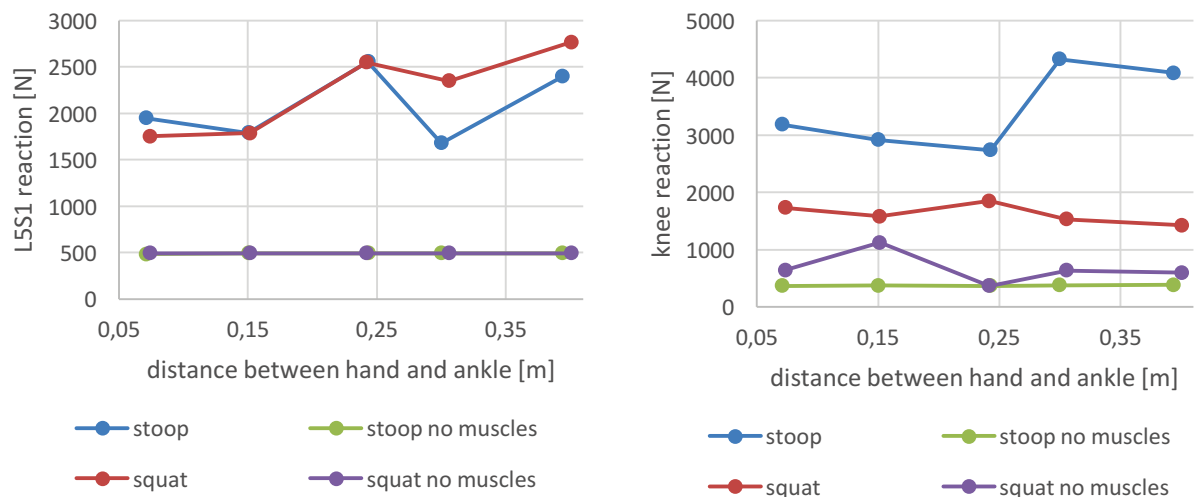 3000
2500
2000
1500
1000
500
0
L5S1 reaction [N]
0,05
0,15
0,25
0,35
distance between hand and ankle [m]
stoop
stoop no muscles
squat
squat no muscles
5000
4000
3000
2000
1000
0
knee reaction [N]
0,05
0,15
0,25
0,35
distance between hand and ankle [m]
stoop
stoop no muscles
squat
squat no muscles